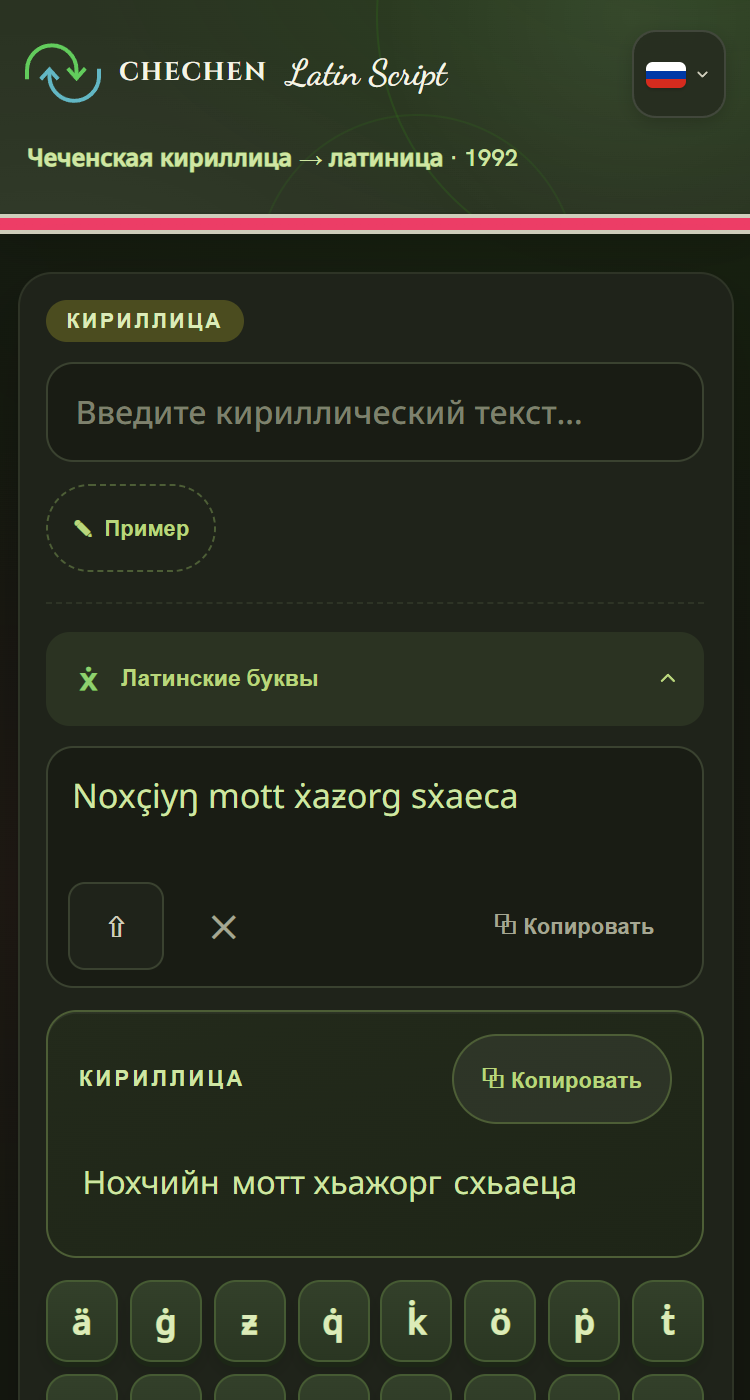 CHECHEN Latin Script
Чеченская кириллица → латиница · 1992
КИРИЛЛИЦА
Введите кириллический текст...
Пример
ẋ Латинские буквы
Noxçiyŋ mott ẋaƶorg sẋaeca
⇧ × Копировать
КИРИЛЛИЦА Копировать
Нохчийн мотт хьажорг схьаеца
ä ġ ƶ q̇ k̇ ö ṗ ṫ